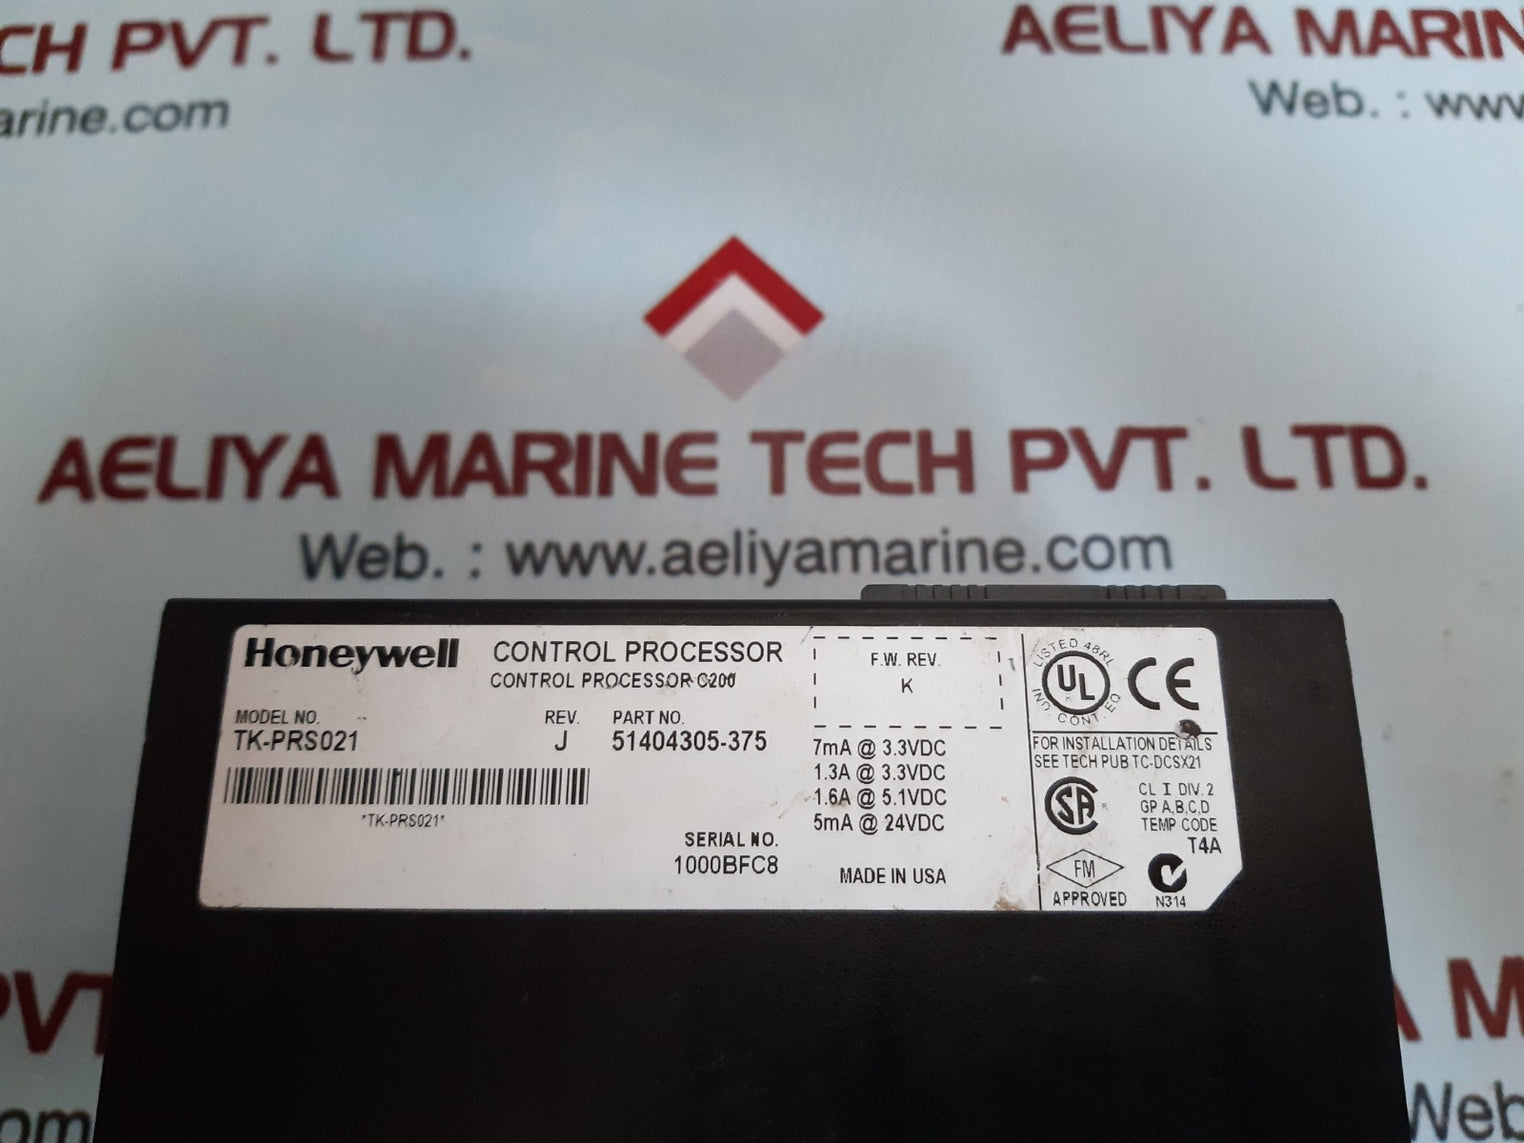 CH PVT. LTD.
AELIYA MARIN
arine.com
Web. : www
AELIYA MARINE TECH PVT. LTD.
Web. : www.aeliyamarine.com
Honeywell
CONTROL PROCESSOR
CONTROL PROCESSOR C200
MODEL NO.
TK-PRS021
REV.
J
PART NO.
51404305-375
*TK-PRS021*
SERIAL NO.
1000BFC8
F.W. REV.
K
7mA @ 3.3VDC
1.3A @ 3.3VDC
1.6A @ 5.1VDC
5mA @ 24VDC
MADE IN USA
LISTED 48RL
UL
IND. CONT. EQ
CE
FOR INSTALLATION DETAILS
SEE TECH PUB TC-DCSX21
SA
CL I DIV. 2
GP A,B,C,D
TEMP CODE
T4A
FM
APPROVED
N314
PVT
A M
om
Web